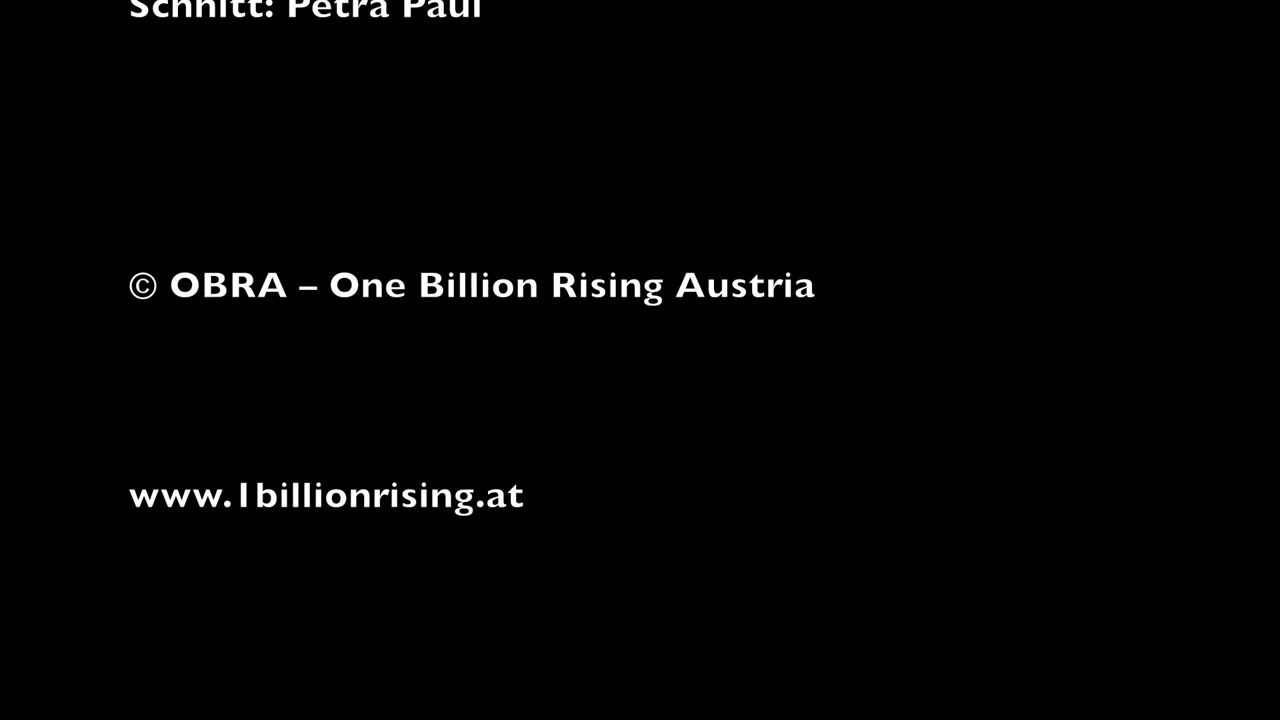 Schnitt: Petra Paul
© OBRA – One Billion Rising Austria
www.1billionrising.at